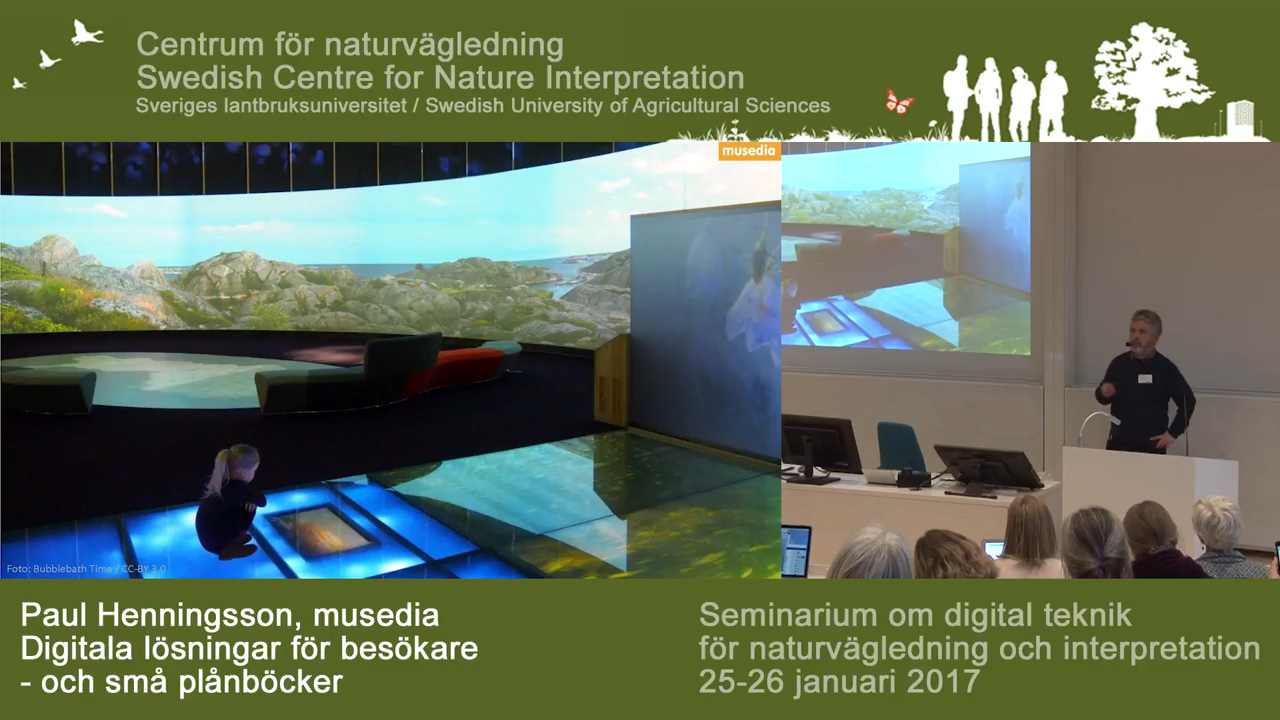 Centrum för naturvägledning
Swedish Centre for Nature Interpretation
Sveriges lantbruksuniversitet / Swedish University of Agricultural Sciences
musedia
Foto: Bubblebath Time / CC-BY 3.0
Paul Henningsson, musedia
Digitala lösningar för besökare
- och små plånböcker
Seminarium om digital teknik
för naturvägledning och interpretation
25-26 januari 2017